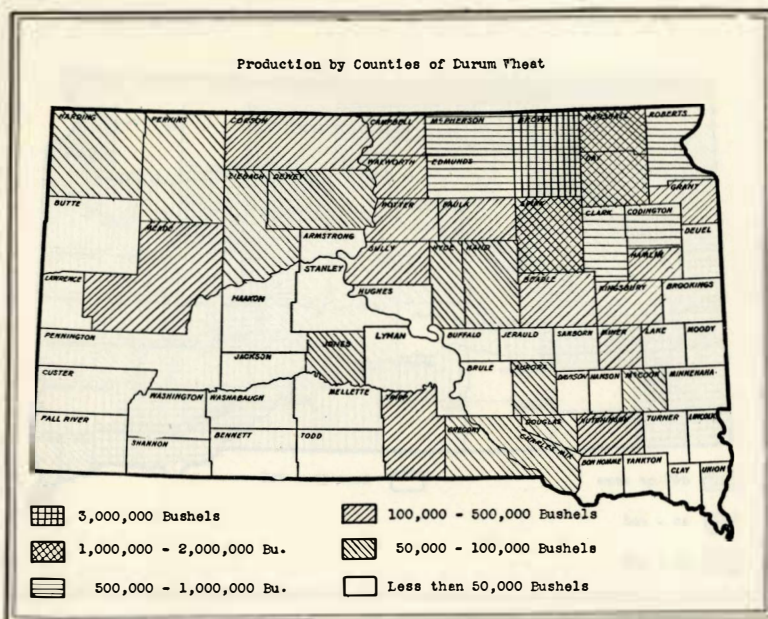 Production by Counties of Durum Wheat
HARDING PERKINS CORSON CAMPBELL McPHERSON BROWN MARSHALL ROBERTS
WALWORTH EDMUNDS DAY
ZIEBACH DEWEY GRANT
BUTTE POTTER FAULK SPINK CLARK CODINGTON
MEADE ARMSTRONG DEUEL
SULLY HYDE HAND HAMLIN
LAWRENCE STANLEY BEADLE KINGSBURY BROOKINGS
HAAKON HUGHES
PENNINGTON JONES LYMAN BUFFALO JERAULD SANBORN MINER LAKE MOODY
JACKSON
CUSTER BRULE AURORA DAVISON HANSON McCOOK MINNEHAHA
WASHINGTON WASHABAUGH MELLETTE TRIPP
FALL RIVER SHANNON BENNETT TODD GREGORY DOUGLAS HUTCHINSON TURNER LINCOLN
CHARLES MIX
BON HOMME YANKTON CLAY UNION
3,000,000 Bushels
1,000,000 - 2,000,000 Bu.
500,000 - 1,000,000 Bu.
100,000 - 500,000 Bushels
50,000 - 100,000 Bushels
Less than 50,000 Bushels